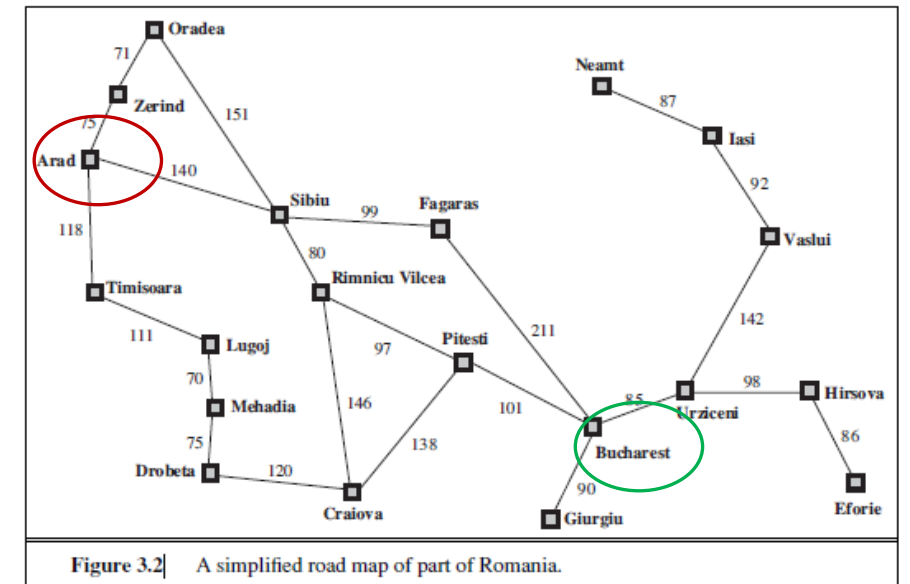 Oradea
71
Neamt
Zerind
87
151
75
Iasi
Arad
140
92
Sibiu
Fagaras
99
118
Vaslui
80
Timisoara
Rimnicu Vilcea
142
111
211
Lugoj
97
Pitesti
70
98
Hirsova
146
101
85
Mehadia
Urziceni
86
75
138
Bucharest
Drobeta
120
90
Eforie
Craiova
Giurgiu
Figure 3.2 A simplified road map of part of Romania.